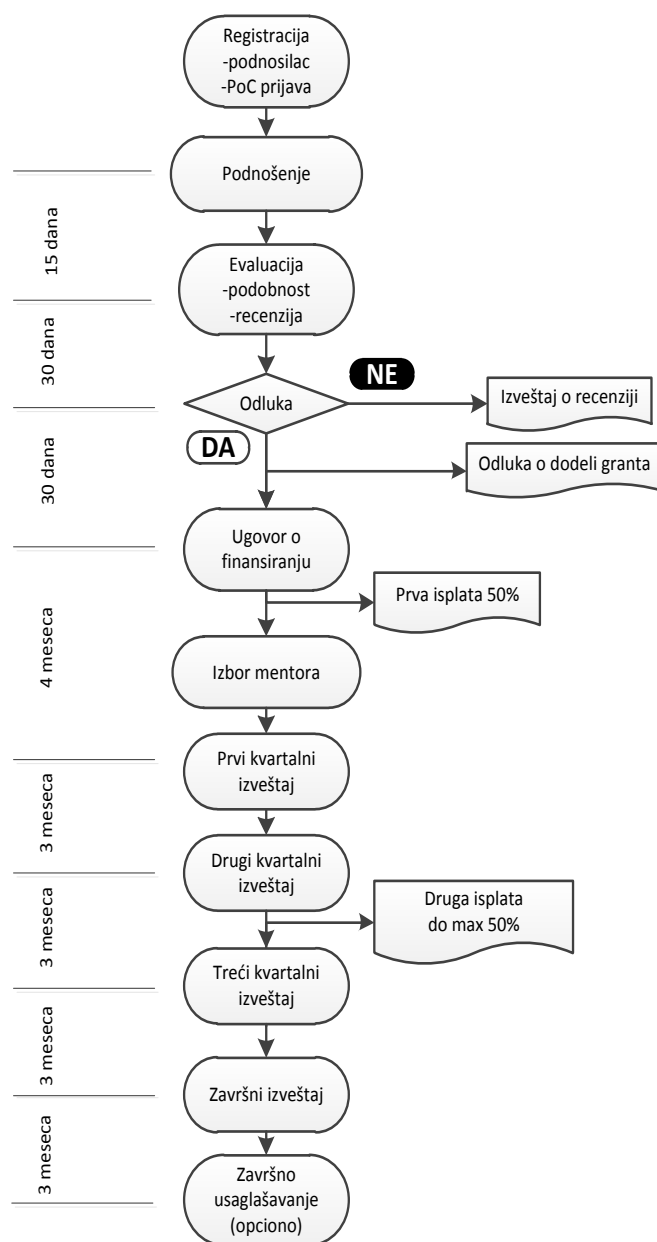 Registracija
-podnosilac
-PoC prijava
Podnošenje
15 dana
Evaluacija
-podobnost
-recenzija
30 dana
NE
Odluka
Izveštaj o recenziji
DA
Odluka o dodeli granta
30 dana
Ugovor o
finansiranju
Prva isplata 50%
4 meseca
Izbor mentora
Prvi kvartalni
izveštaj
3 meseca
Drugi kvartalni
izveštaj
Druga isplata
do max 50%
3 meseca
Treći kvartalni
izveštaj
3 meseca
Završni izveštaj
3 meseca
Završno
usaglašavanje
(opciono)